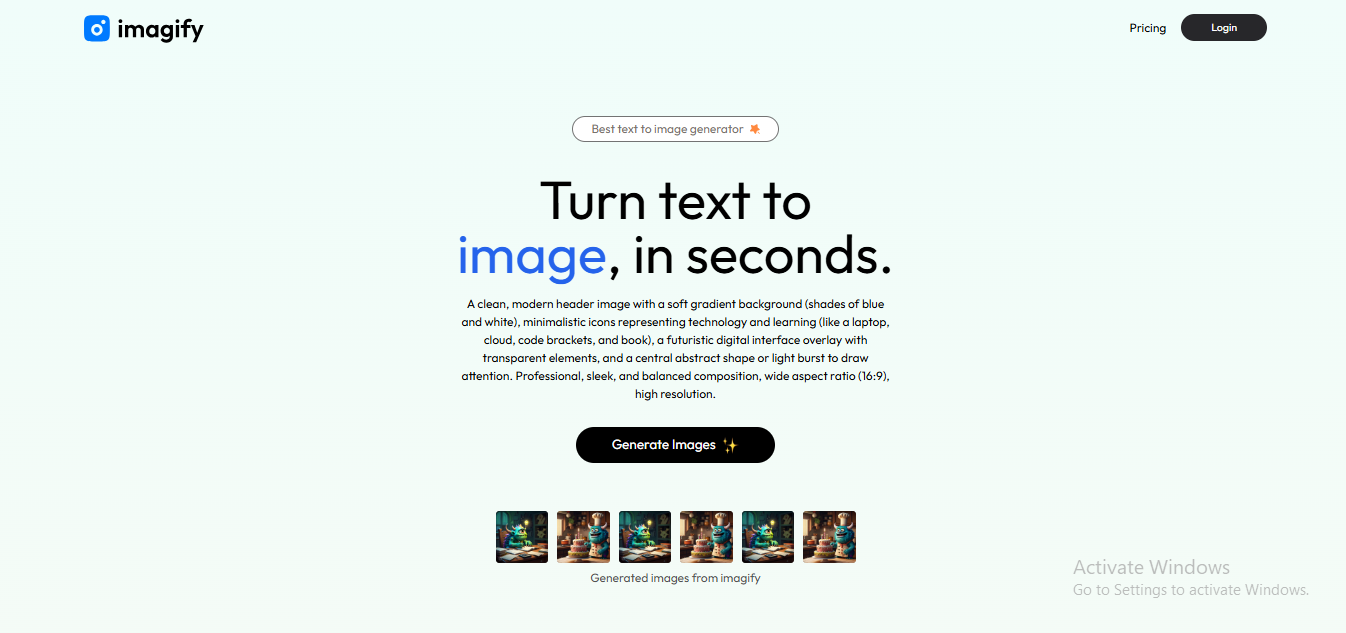 imagify
Pricing
Login
Best text to image generator
Turn text to
image, in seconds.
A clean, modern header image with a soft gradient background (shades of blue
and white), minimalistic icons representing technology and learning (like a laptop,
cloud, code brackets, and book), a futuristic digital interface overlay with
transparent elements, and a central abstract shape or light burst to draw
attention. Professional, sleek, and balanced composition, wide aspect ratio (16:9),
high resolution.
Generate Images ✨
Generated images from imagify
Activate Windows
Go to Settings to activate Windows.